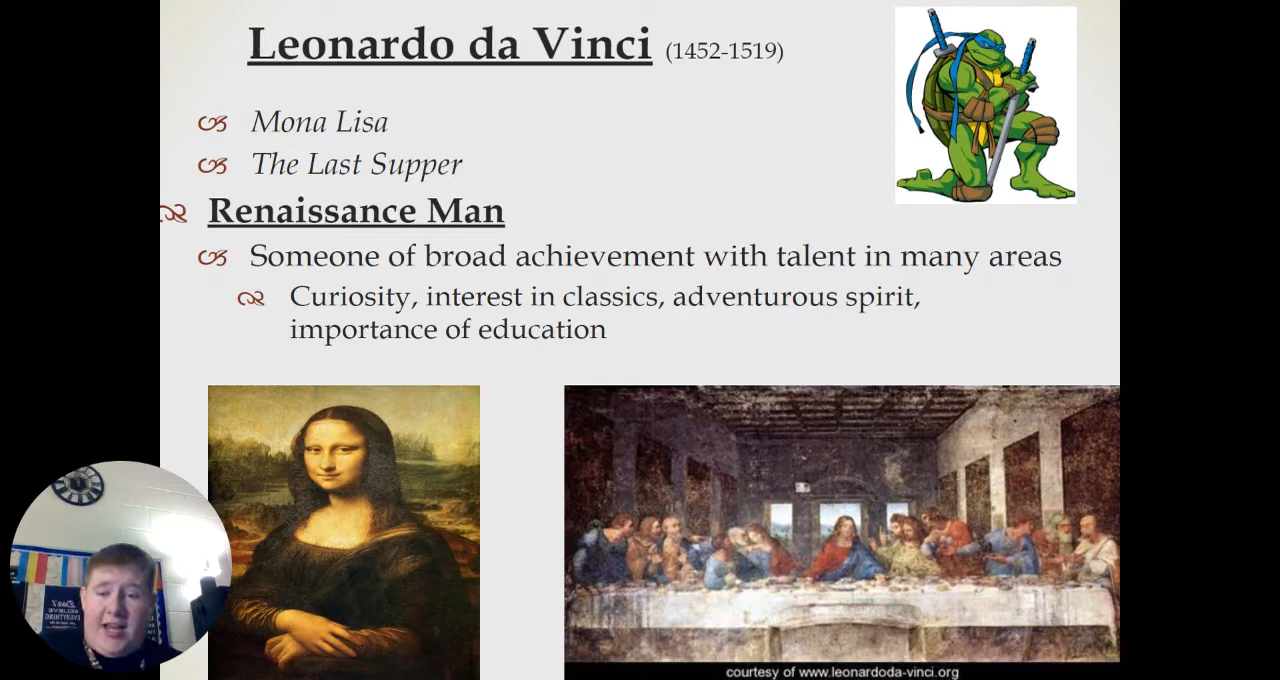 Leonardo da Vinci (1452-1519)
Mona Lisa
The Last Supper
Renaissance Man
Someone of broad achievement with talent in many areas
Curiosity, interest in classics, adventurous spirit,
importance of education
courtesy of www.leonardoda-vinci.org